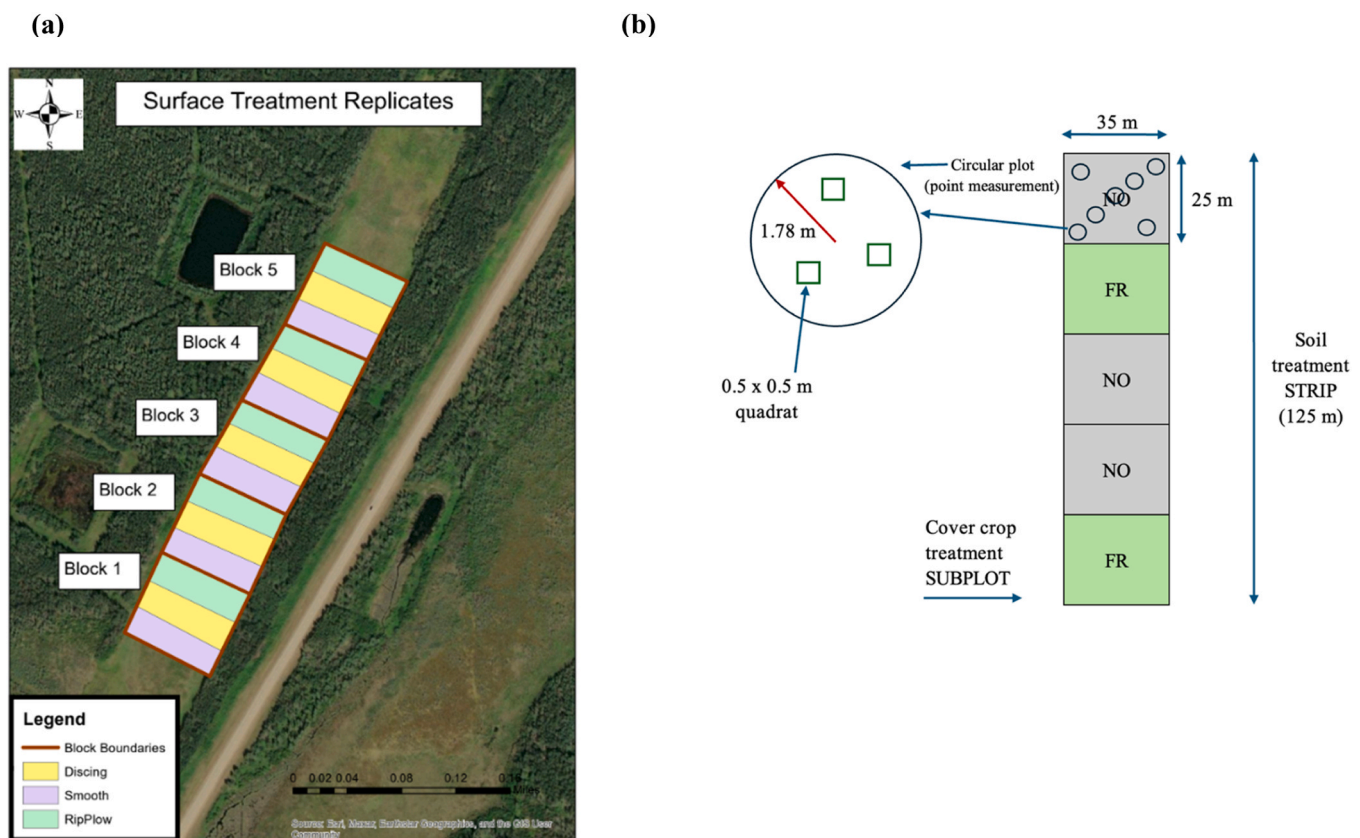 (a)
(b)
N
W
E
S
Surface Treatment Replicates
Block 5
Block 4
Block 3
Block 2
Block 1
Legend
Block Boundaries
Discing
Smooth
RipPlow
0 0.02 0.04 0.08 0.12 0.16
Miles
Source: Esri, Maxar, Earthstar Geographics, and the GIS User
Community
35 m
Circular plot
(point measurement)
1.78 m
NO
25 m
FR
NO
NO
FR
0.5 x 0.5 m
quadrat
Soil
treatment
STRIP
(125 m)
Cover crop
treatment
SUBPLOT